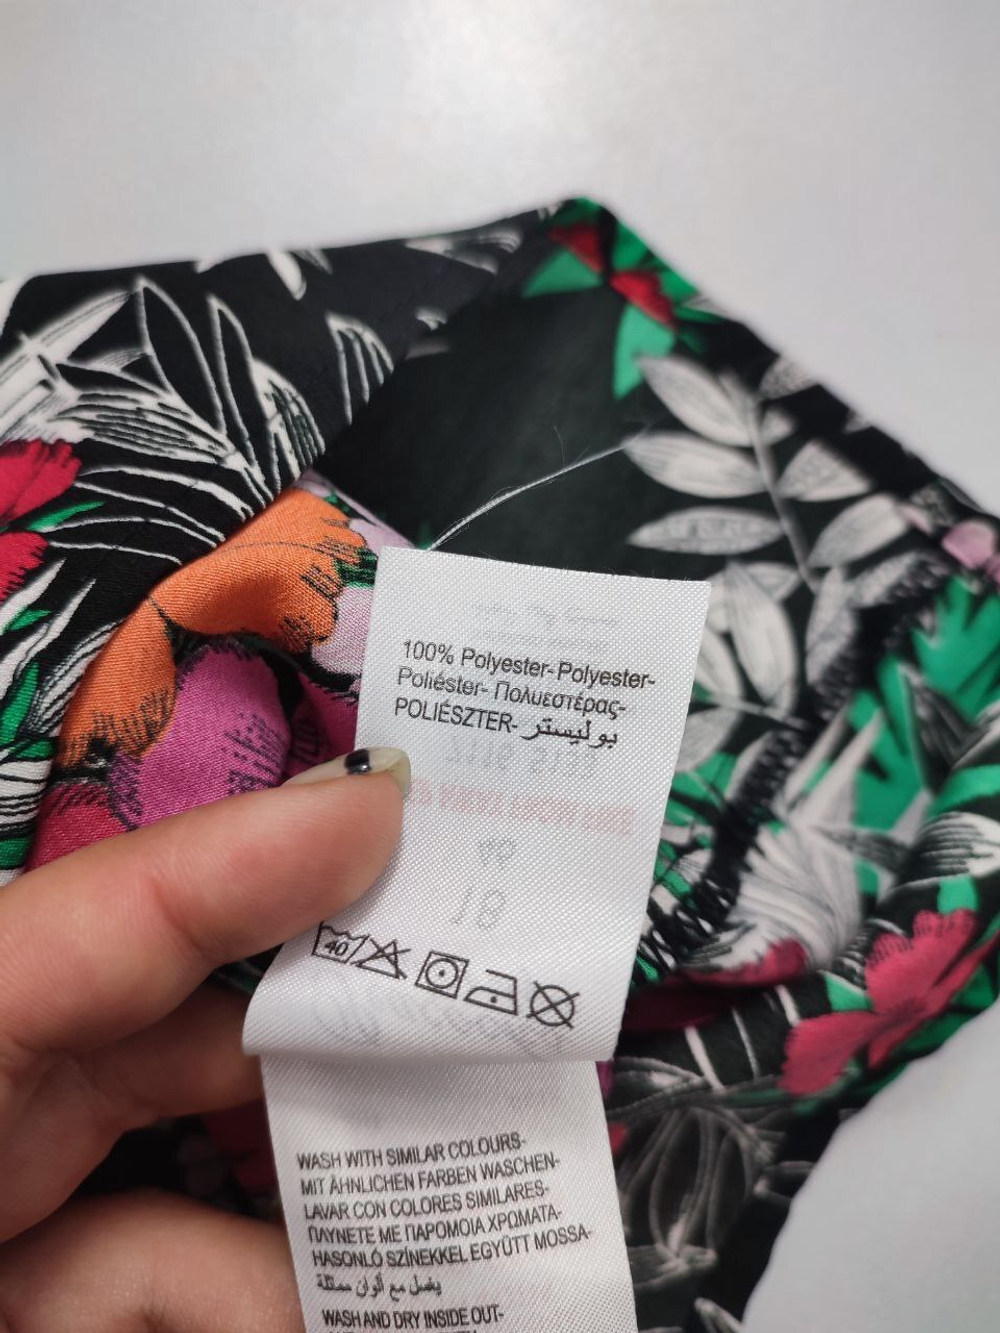 100% Polyester- Polyester-
Poliéster- Πολυεστέρας-
POLIÉSZTER- بوليستر
40
WASH WITH SIMILAR COLOURS-
MIT ÄHNLICHEN FARBEN WASCHEN-
LAVAR CON COLORES SIMILARES-
ΠΛΥΝΕΤΕ ΜΕ ΠΑΡΟΜΟΙΑ ΧΡΩΜΑΤΑ-
HASONLÓ SZÍNEKKEL EGYÜTT MOSSA-
يغسل مع ألوان مماثلة
WASH AND DRY INSIDE OUT-